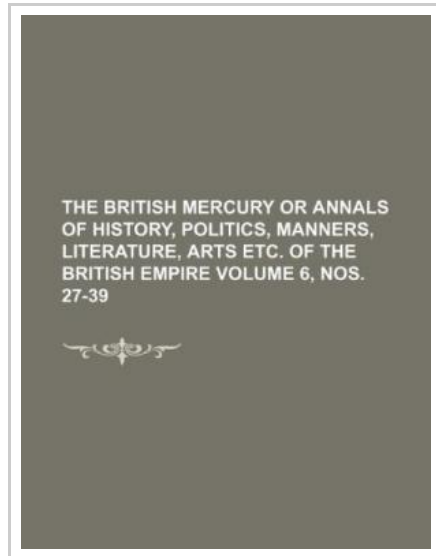 THE BRITISH MERCURY OR ANNALS
OF HISTORY, POLITICS, MANNERS,
LITERATURE, ARTS ETC. OF THE
BRITISH EMPIRE VOLUME 6, NOS.
27-39